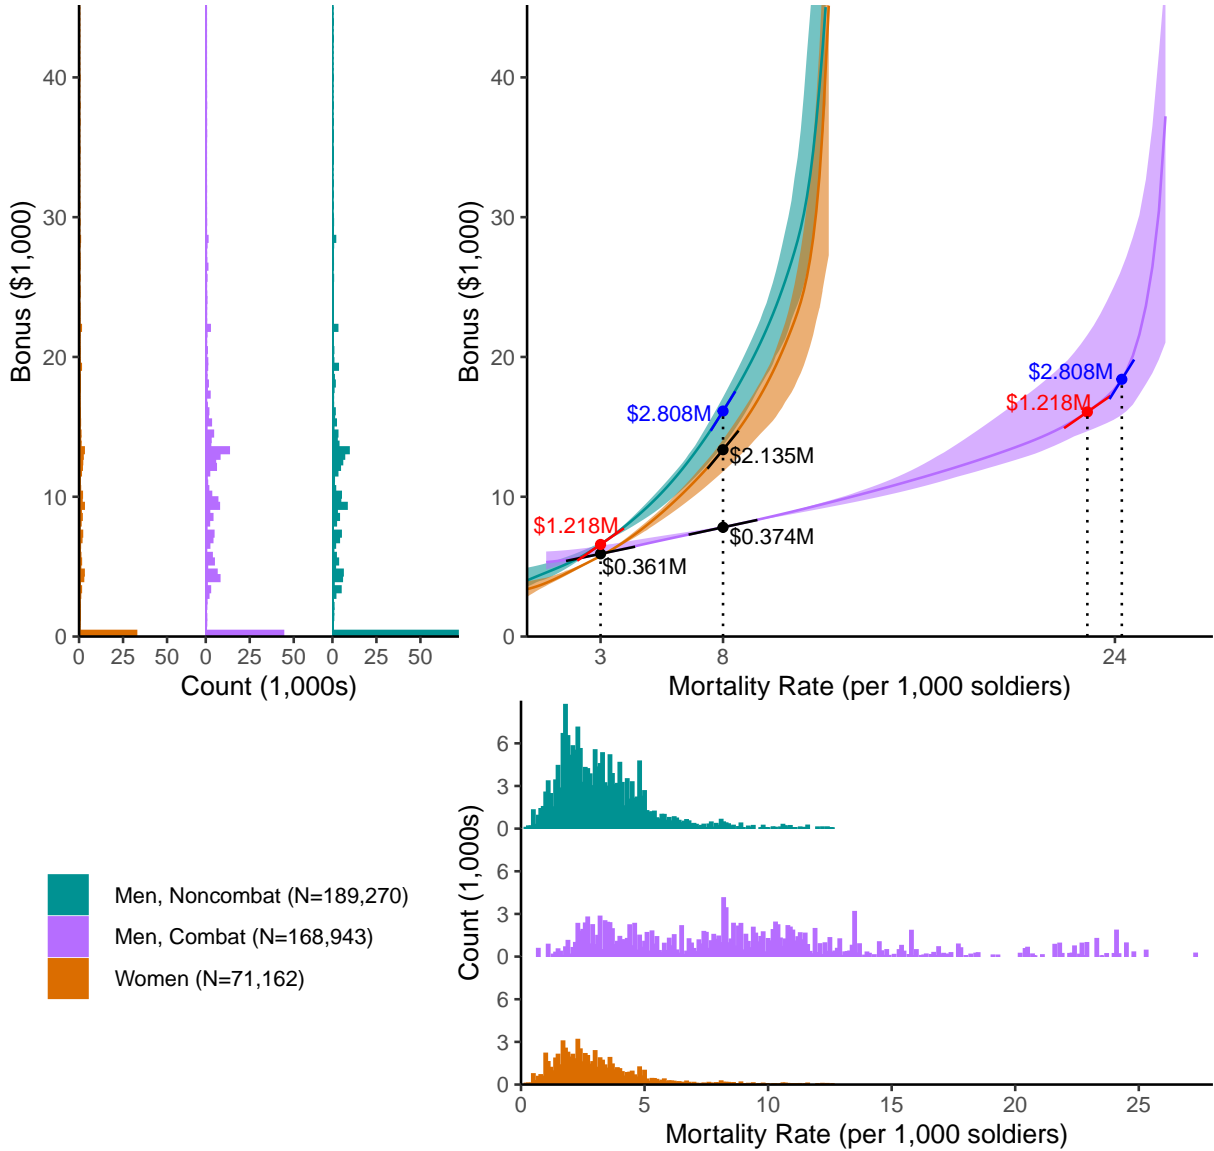 40
30
20
10
0
Bonus ($1,000)
0 25 50 0 25 50 0 25 50
Count (1,000s)
40
30
20
10
0
Bonus ($1,000)
$2.808M
$2.135M
$1.218M
$0.361M
$0.374M
$2.808M
$1.218M
3 8 24
Mortality Rate (per 1,000 soldiers)
6
3
0
6
3
0
6
3
0
Count (1,000s)
0 5 10 15 20 25
Mortality Rate (per 1,000 soldiers)
Men, Noncombat (N=189,270)
Men, Combat (N=168,943)
Women (N=71,162)